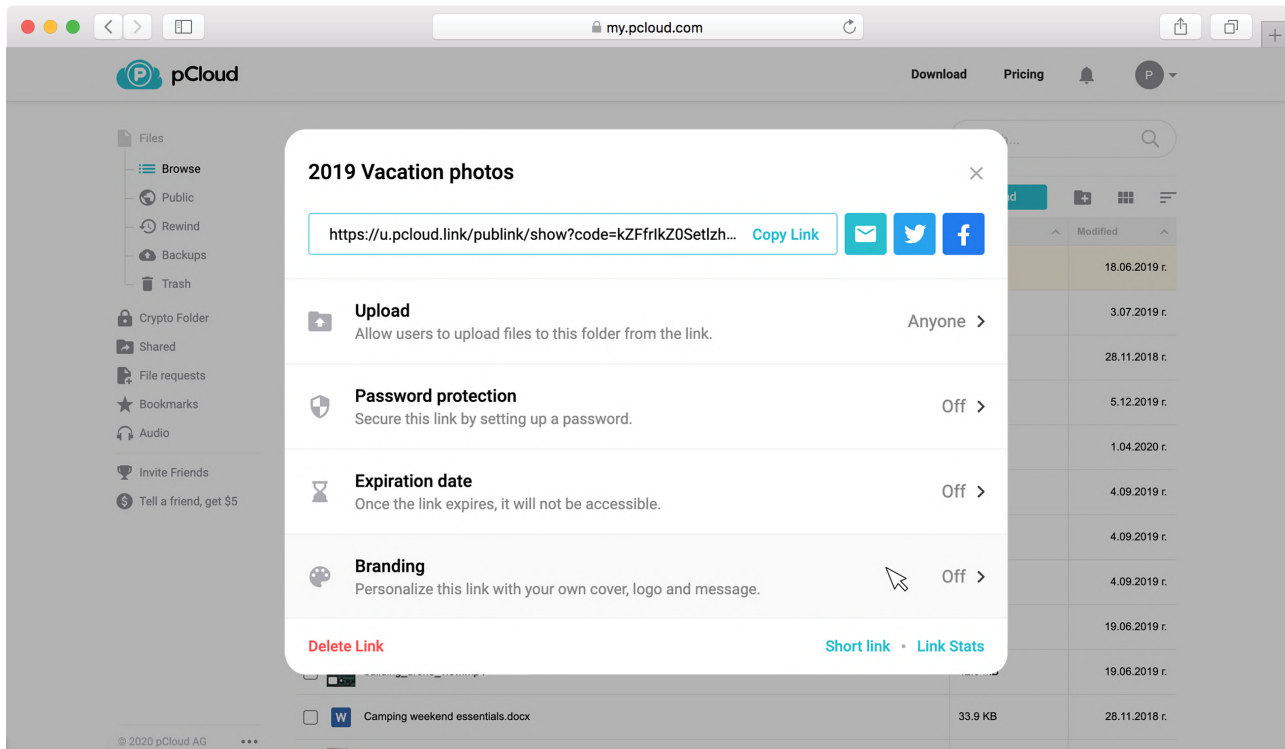 my.pcloud.com
pCloud
Download
Pricing
P
Files
Browse
Public
Rewind
Backups
Trash
Crypto Folder
Shared
File requests
Bookmarks
Audio
Invite Friends
Tell a friend, get $5
© 2020 pCloud AG
2019 Vacation photos
https://u.pcloud.link/publink/show?code=kZFfrIkZ0SetIzh...
Copy Link
Upload
Allow users to upload files to this folder from the link.
Anyone
Password protection
Secure this link by setting up a password.
Off
Expiration date
Once the link expires, it will not be accessible.
Off
Branding
Personalize this link with your own cover, logo and message.
Off
Delete Link
Short link • Link Stats
Modified
18.06.2019 г.
3.07.2019 г.
28.11.2018 г.
5.12.2019 г.
1.04.2020 г.
4.09.2019 г.
4.09.2019 г.
4.09.2019 г.
19.06.2019 г.
19.06.2019 г.
W
Camping weekend essentials.docx
33.9 KB
28.11.2018 г.